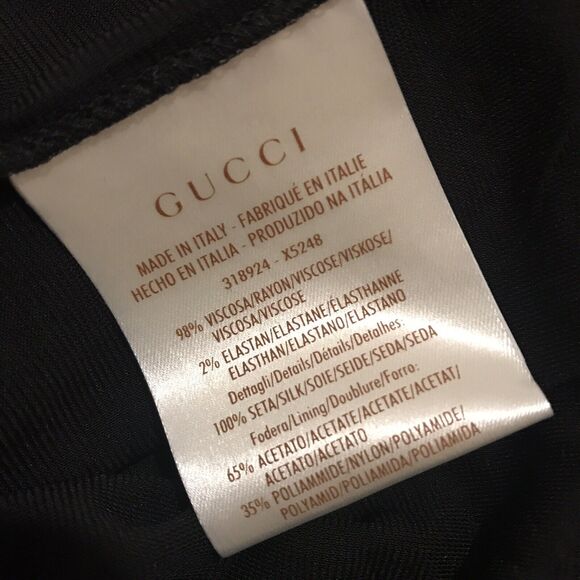 GUCCI
MADE IN ITALY - FABRIQUÉ EN ITALIE
HECHO EN ITALIA - PRODUZIDO NA ITÁLIA
318924 - X5248
98% VISCOSA/RAYON/VISCOSE/VISKOSE/
VISCOSA/VISCOSE
2% ELASTAN/ELASTANE/ÉLASTHANNE
ELASTHAN/ELASTANO/ELASTANO
Dettagli/Details/Détails/Detalhes:
100% SETA/SILK/SOIE/SEIDE/SEDA/SEDA
Fodera/Lining/Doublure/Forro:
65% ACETATO/ACETATE/ACETATE/ACETAT/
ACETATO/ACETATO
35% POLIAMMIDE/NYLON/POLYAMIDE/
POLYAMID/POLIAMIDA/POLIAMIDA